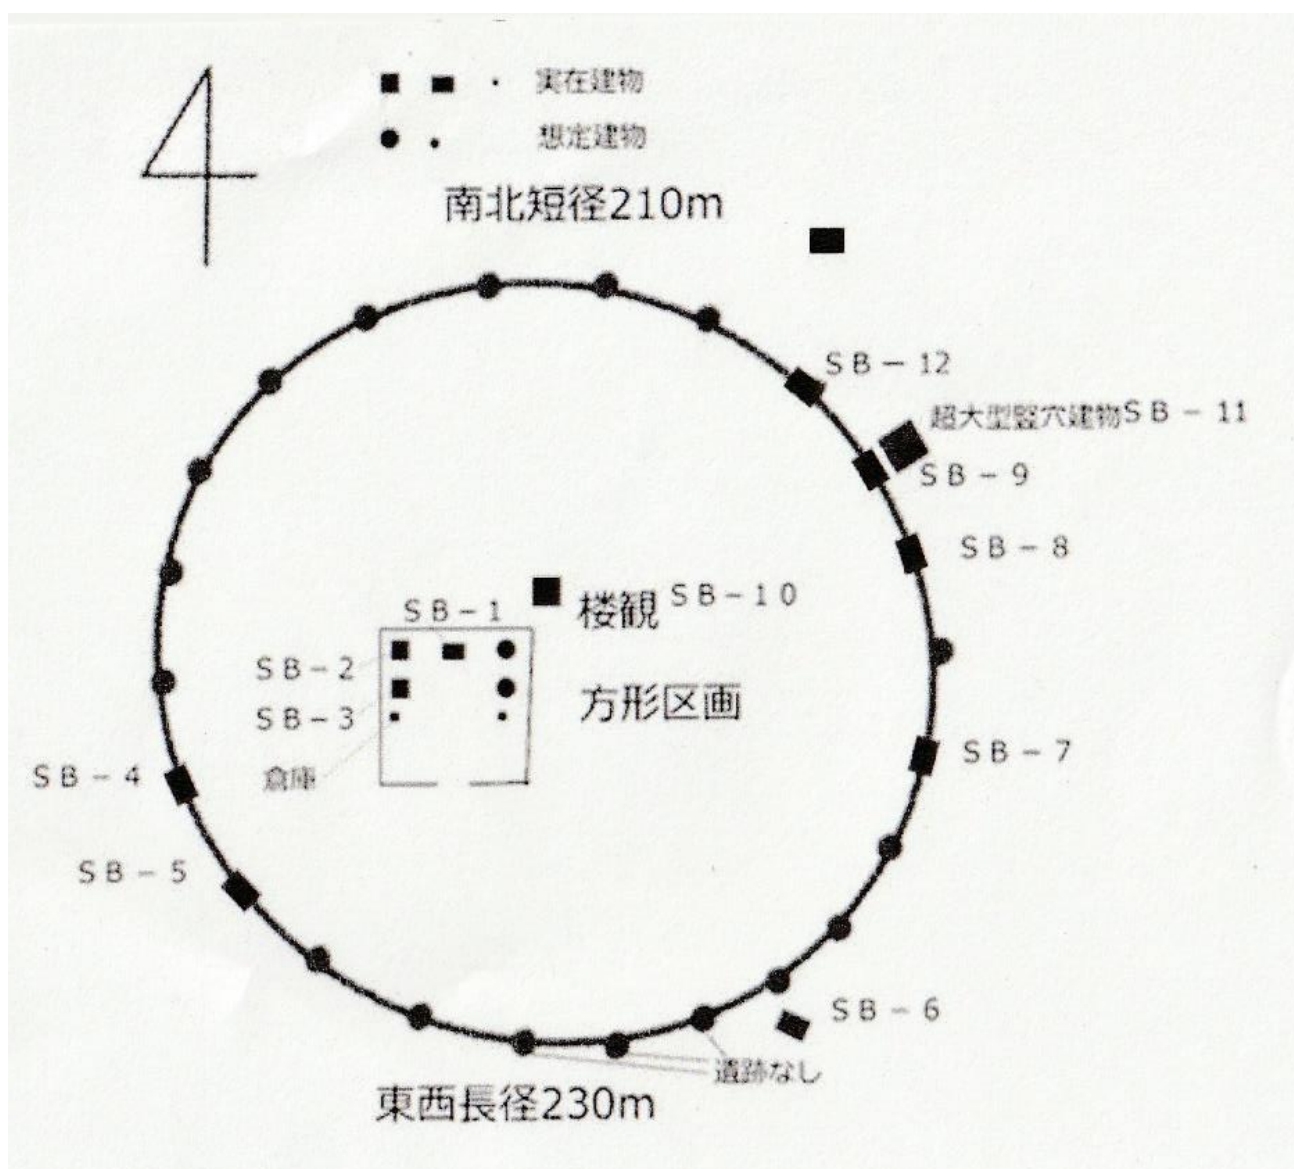 実在建物
想定建物
南北短径210m
SB-12
超大型竪穴建物SB-11
SB-9
SB-8
楼観 SB-10
SB-1
SB-2
方形区画
SB-3
SB-7
SB-4
倉庫
SB-5
SB-6
遺跡なし
東西長径230m